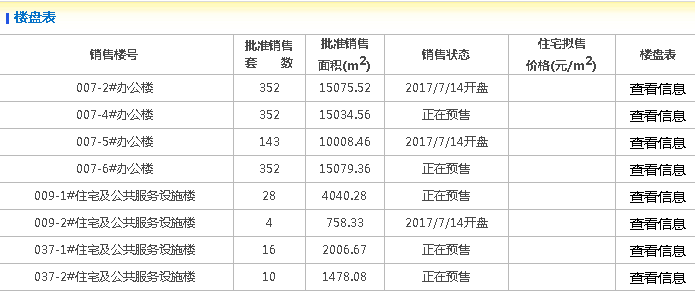 楼盘表
销售楼号 批准销售套 数 批准销售面积(m²) 销售状态 住宅拟售价格(元/m²) 楼盘表
007-2#办公楼 352 15075.52 2017/7/14开盘 查看信息
007-4#办公楼 352 15034.56 正在预售 查看信息
007-5#办公楼 143 10008.46 2017/7/14开盘 查看信息
007-6#办公楼 352 15079.36 正在预售 查看信息
009-1#住宅及公共服务设施楼 28 4040.28 正在预售 查看信息
009-2#住宅及公共服务设施楼 4 758.33 2017/7/14开盘 查看信息
037-1#住宅及公共服务设施楼 16 2006.67 正在预售 查看信息
037-2#住宅及公共服务设施楼 10 1478.08 正在预售 查看信息